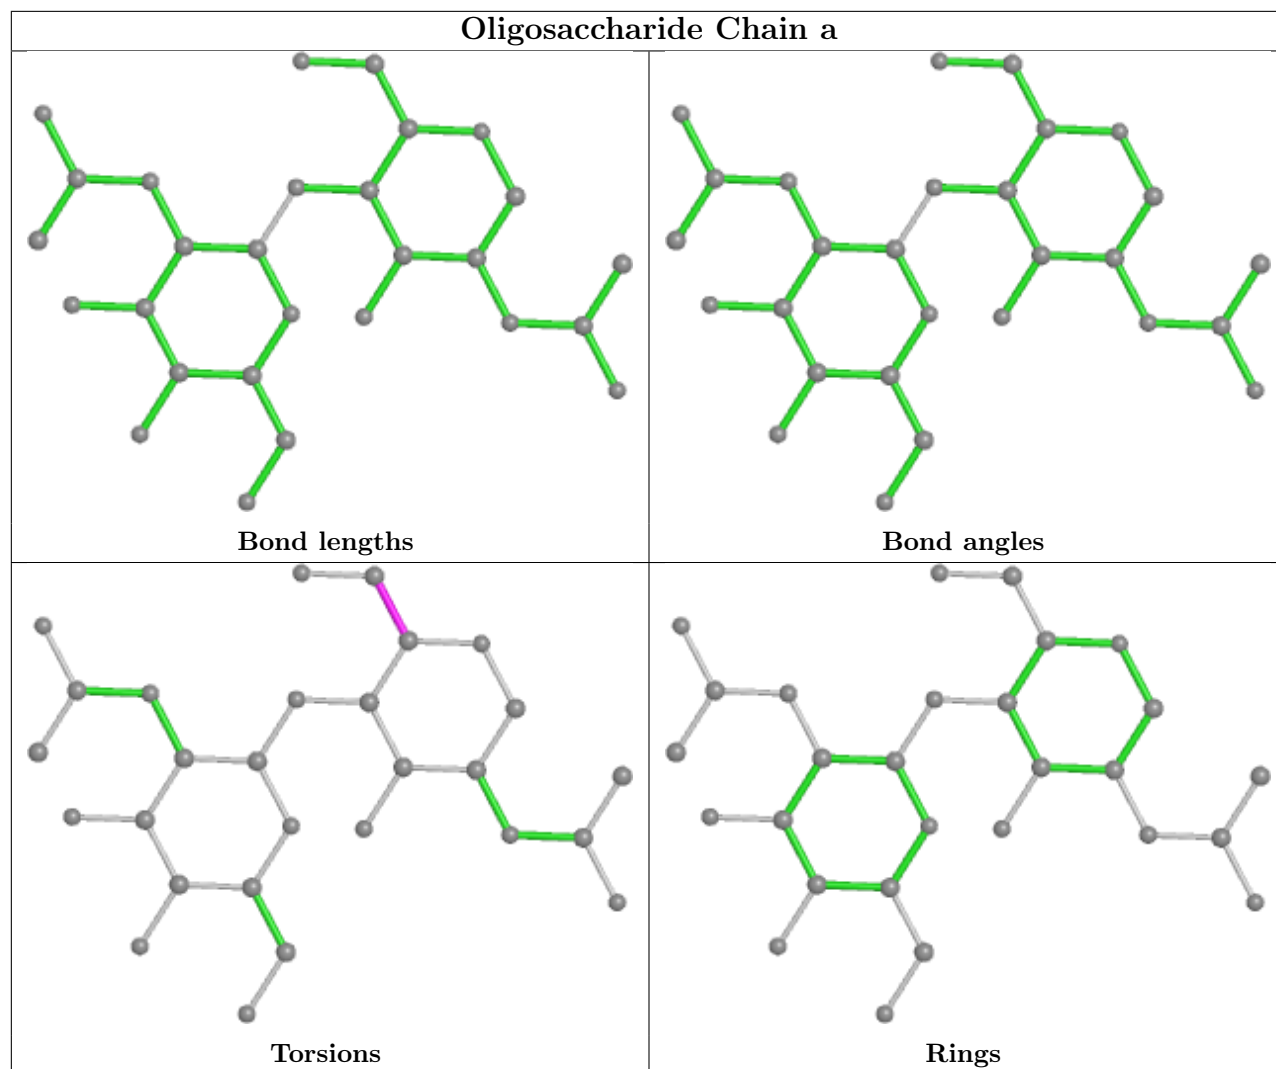 Oligosaccharide Chain a
Bond lengths
Bond angles
Torsions
Rings